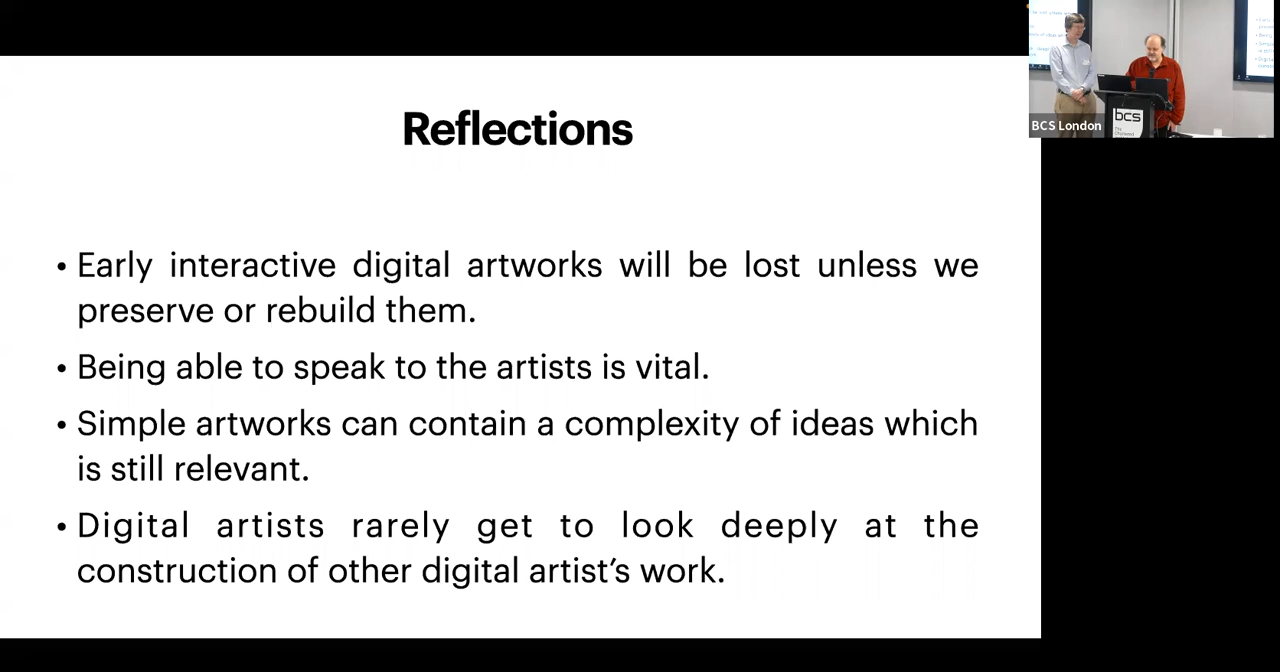 Reflections
• Early interactive digital artworks will be lost unless we
preserve or rebuild them.
• Being able to speak to the artists is vital.
• Simple artworks can contain a complexity of ideas which
is still relevant.
• Digital artists rarely get to look deeply at the
construction of other digital artist’s work.
BCS London
bcs